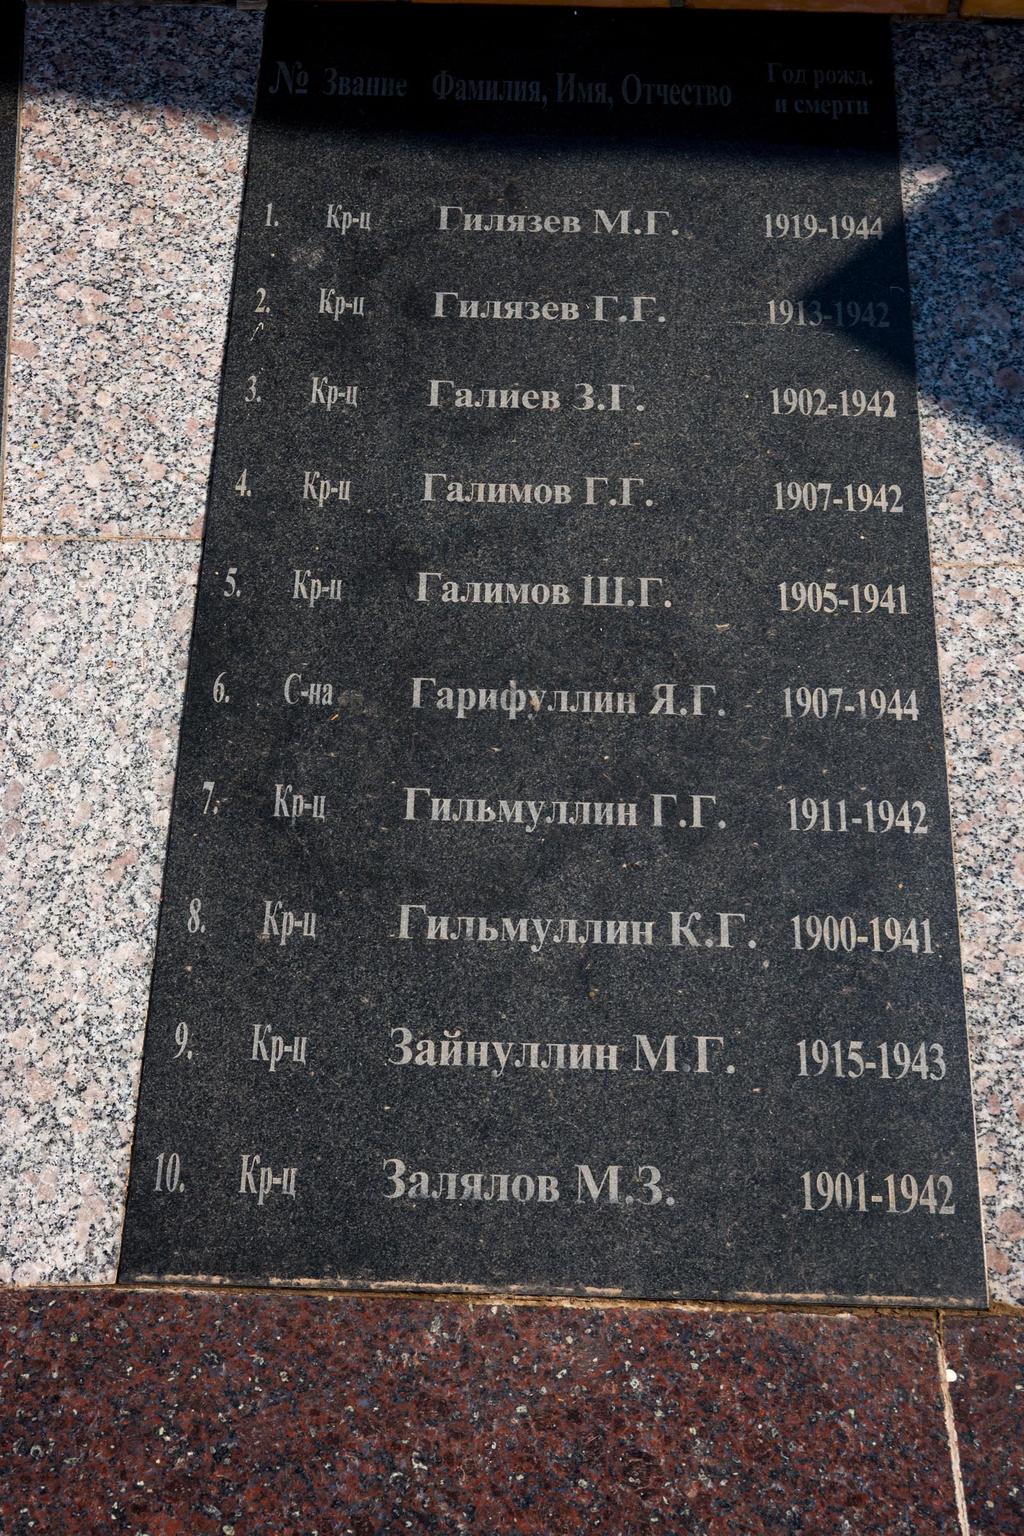 № Звание Фамилия, Имя, Отчество Год рожд. и смерти
1. Кр-ц Гилязев М.Г. 1919-1944
2. Кр-ц Гилязев Г.Г. 1913-1942
3. Кр-ц Галиев З.Г. 1902-1942
4. Кр-ц Галимов Г.Г. 1907-1942
5. Кр-ц Галимов Ш.Г. 1905-1941
6. С-на Гарифуллин Я.Г. 1907-1944
7. Кр-ц Гильмуллин Г.Г. 1911-1942
8. Кр-ц Гильмуллин К.Г. 1900-1941
9. Кр-ц Зайнуллин М.Г. 1915-1943
10. Кр-ц Залялов М.З. 1901-1942